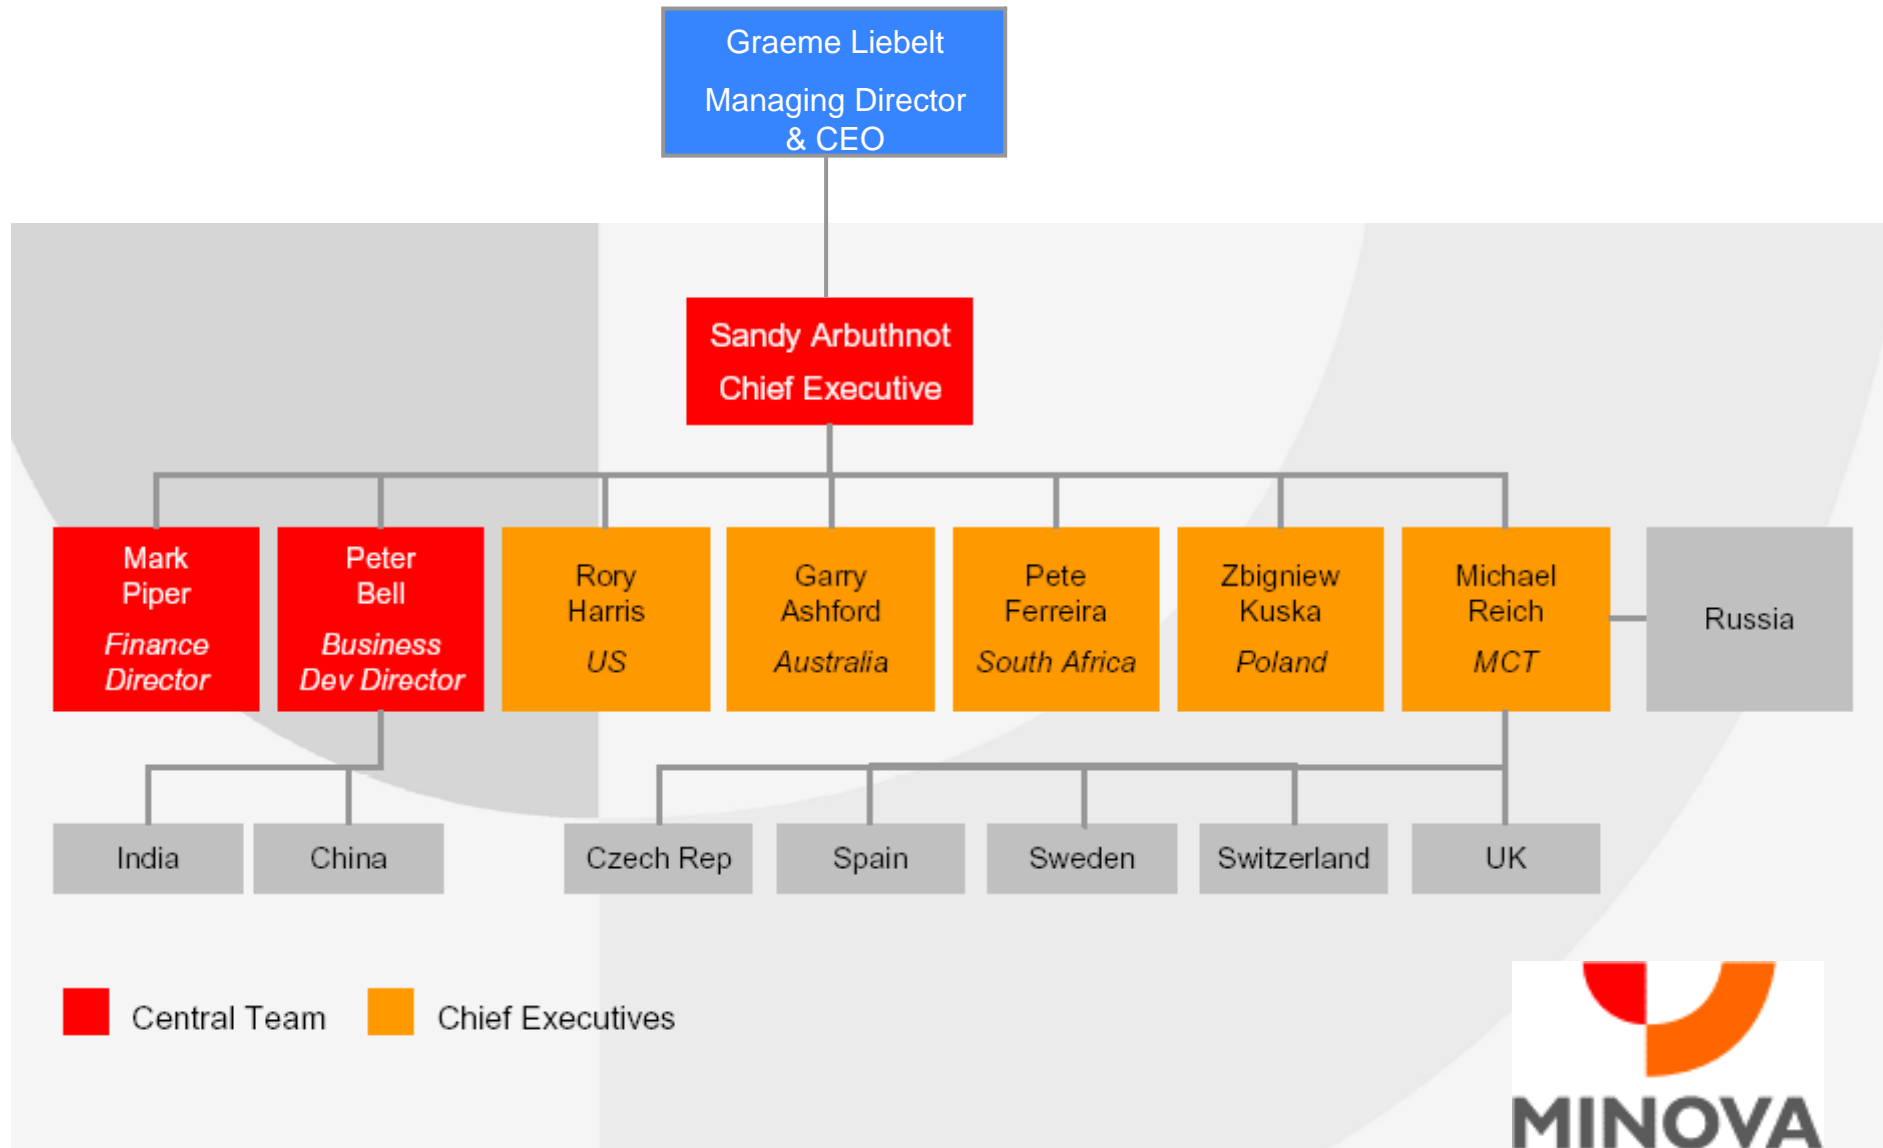 Graeme Liebelt
Managing Director
& CEO
Sandy Arbuthnot
Chief Executive
Mark
Piper
Finance
Director
Peter
Bell
Business
Dev Director
Rory
Harris
US
Garry
Ashford
Australia
Pete
Ferreira
South Africa
Zbigniew
Kuska
Poland
Michael
Reich
MCT
Russia
India
China
Czech Rep
Spain
Sweden
Switzerland
UK
Central Team
Chief Executives
MINOVA